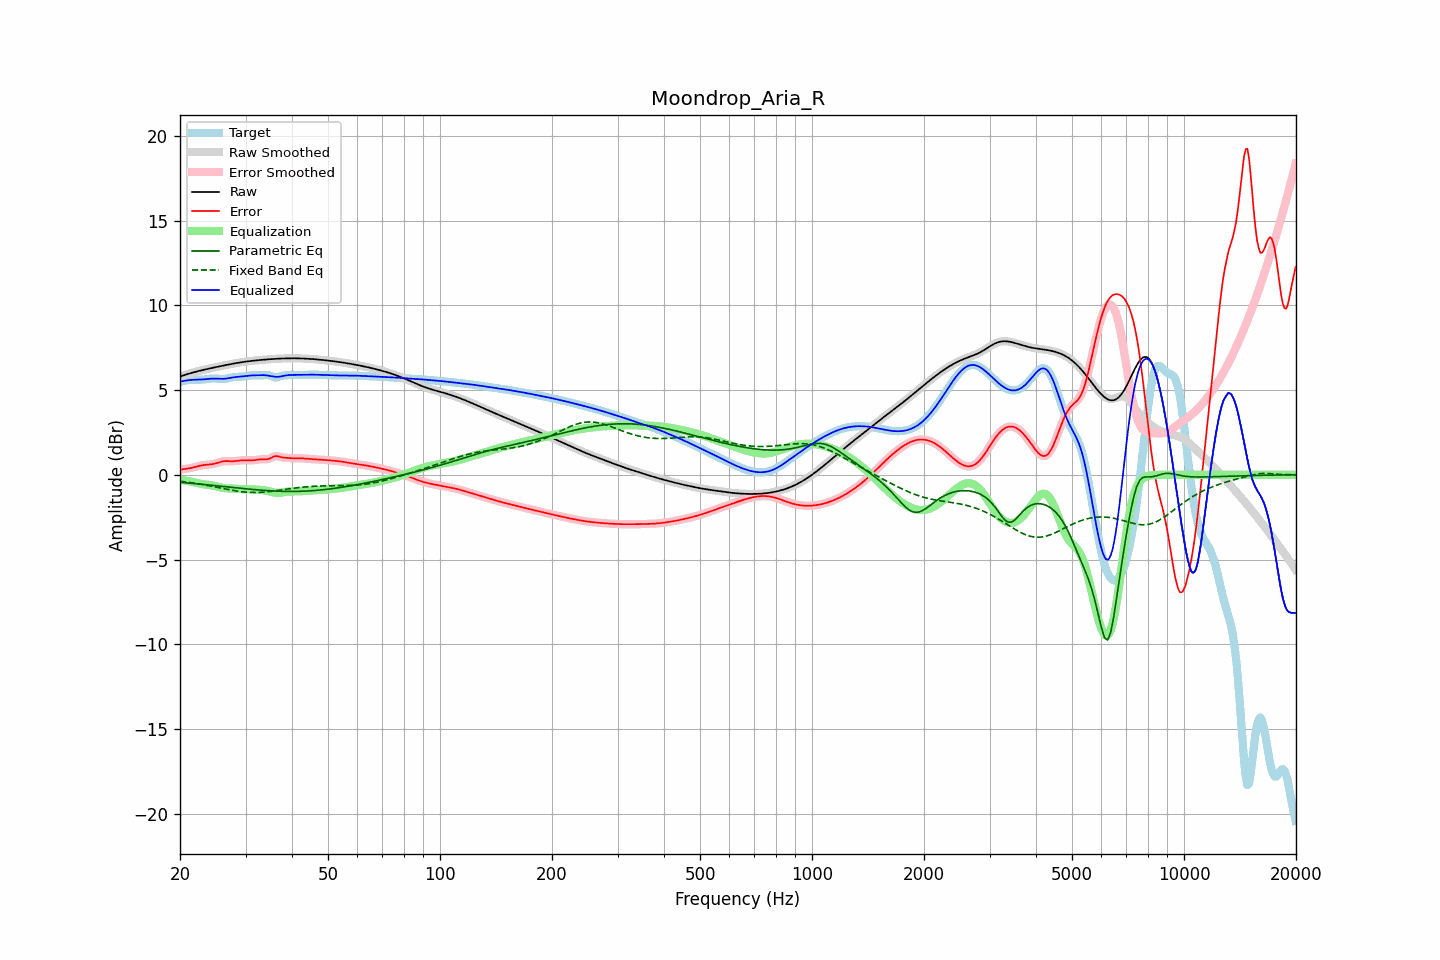 Moondrop_Aria_R
Target
Raw Smoothed
Error Smoothed
Raw
Error
Equalization
Parametric Eq
Fixed Band Eq
Equalized
20
15
10
5
0
−5
−10
−15
−20
Amplitude (dBr)
20 50 100 200 500 1000 2000 5000 10000 20000
Frequency (Hz)